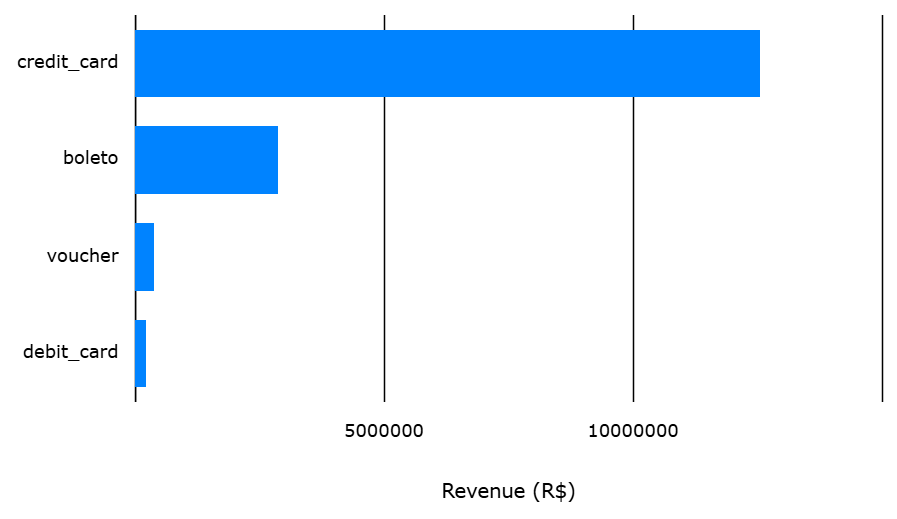 credit_card
boleto
voucher
debit_card
5000000 10000000
Revenue (R$)